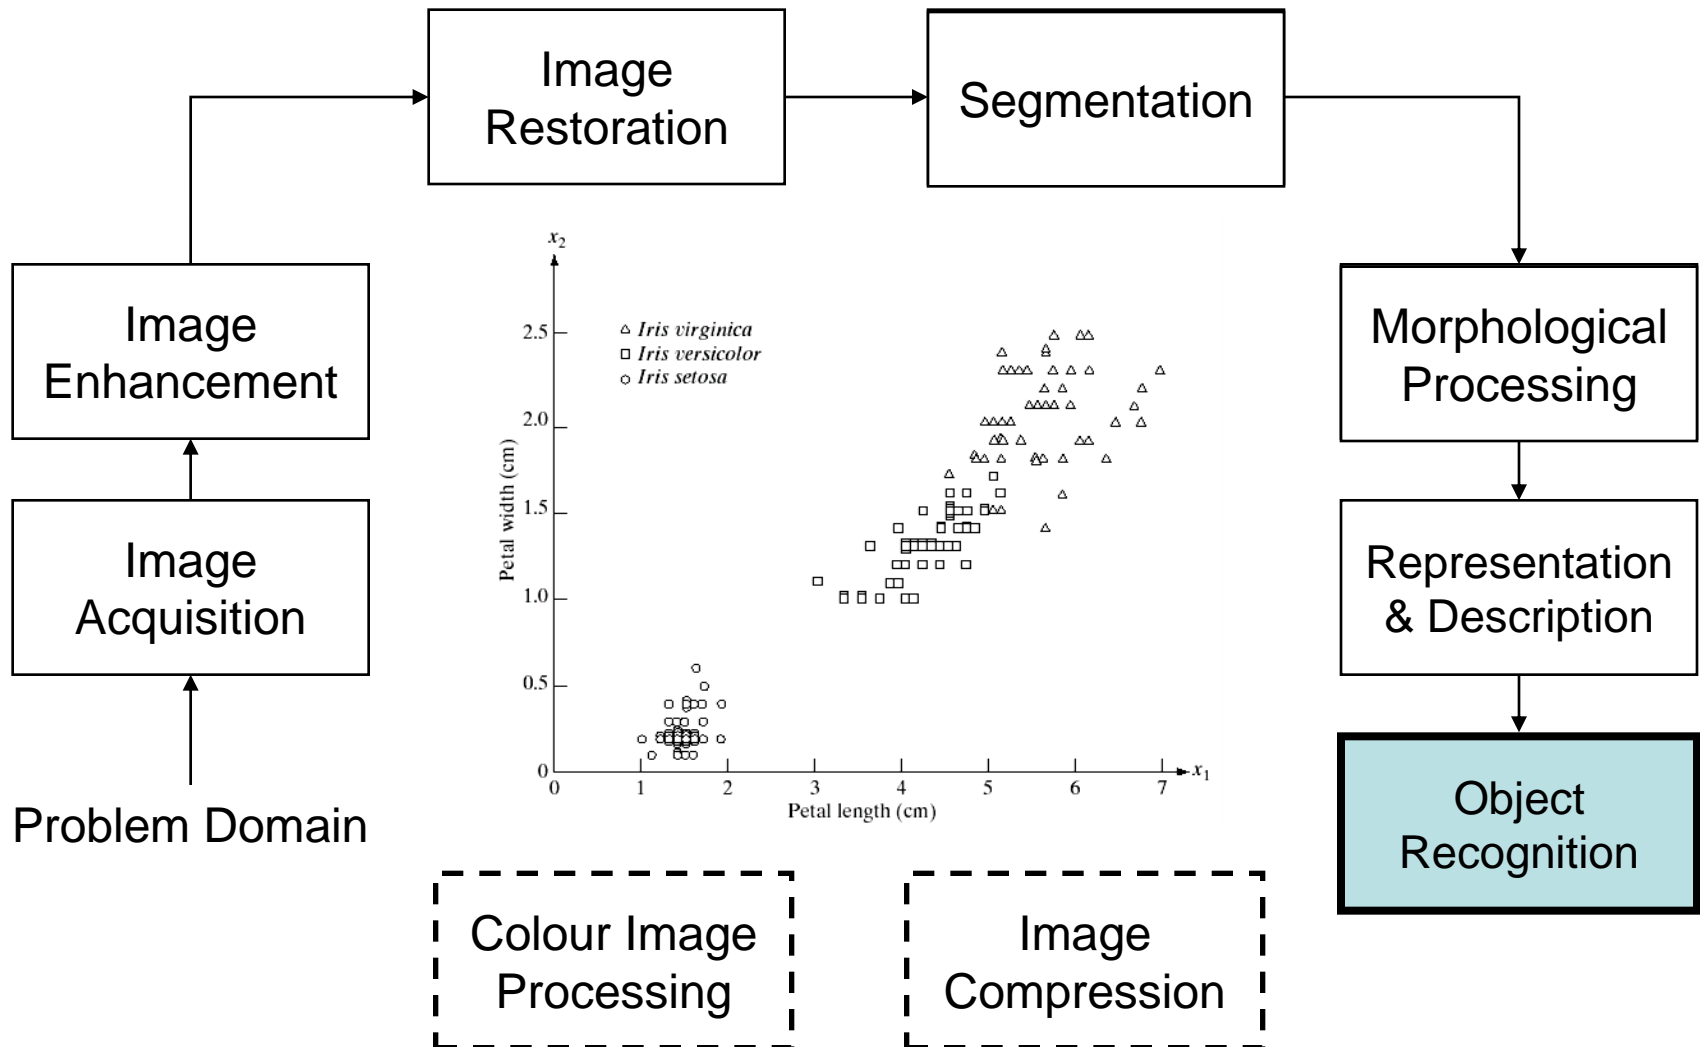 Image
Restoration
Segmentation
Image
Enhancement
Morphological
Processing
Image
Acquisition
Representation
& Description
Problem Domain
Object
Recognition
x2
Iris virginica
Iris versicolor
Iris setosa
2.5
2.0
1.5
1.0
0.5
0
Petal width (cm)
0 1 2 3 4 5 6 7
x1
Petal length (cm)
Colour Image
Processing
Image
Compression